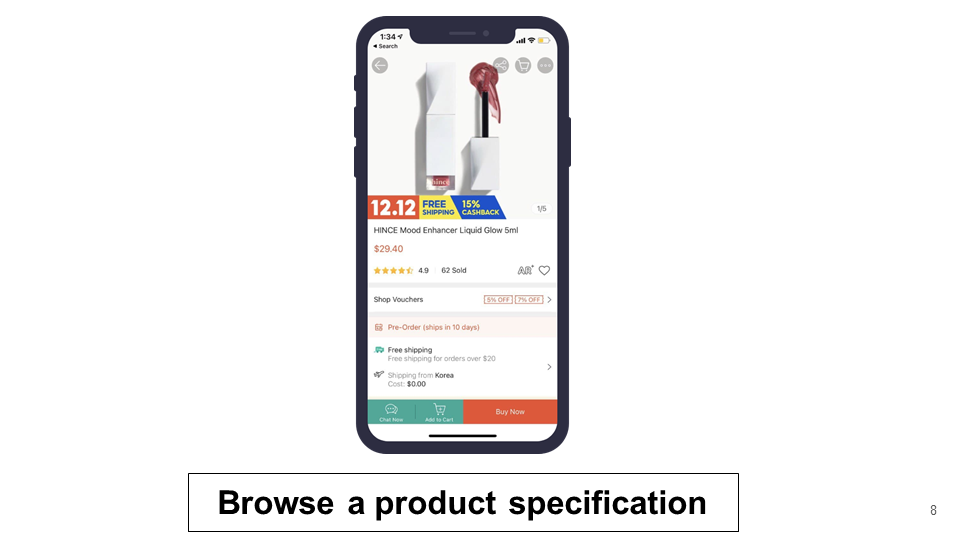 1:34
Search
hince
12.12
FREE SHIPPING
15% CASHBACK
1/5
HINCE Mood Enhancer Liquid Glow 5ml
$29.40
4.9 62 Sold AR+
Shop Vouchers 5% OFF 7% OFF
Pre-Order (ships in 10 days)
Free shipping
Free shipping for orders over $20
Shipping from Korea
Cost: $0.00
Chat Now Add to Cart Buy Now
Browse a product specification
8